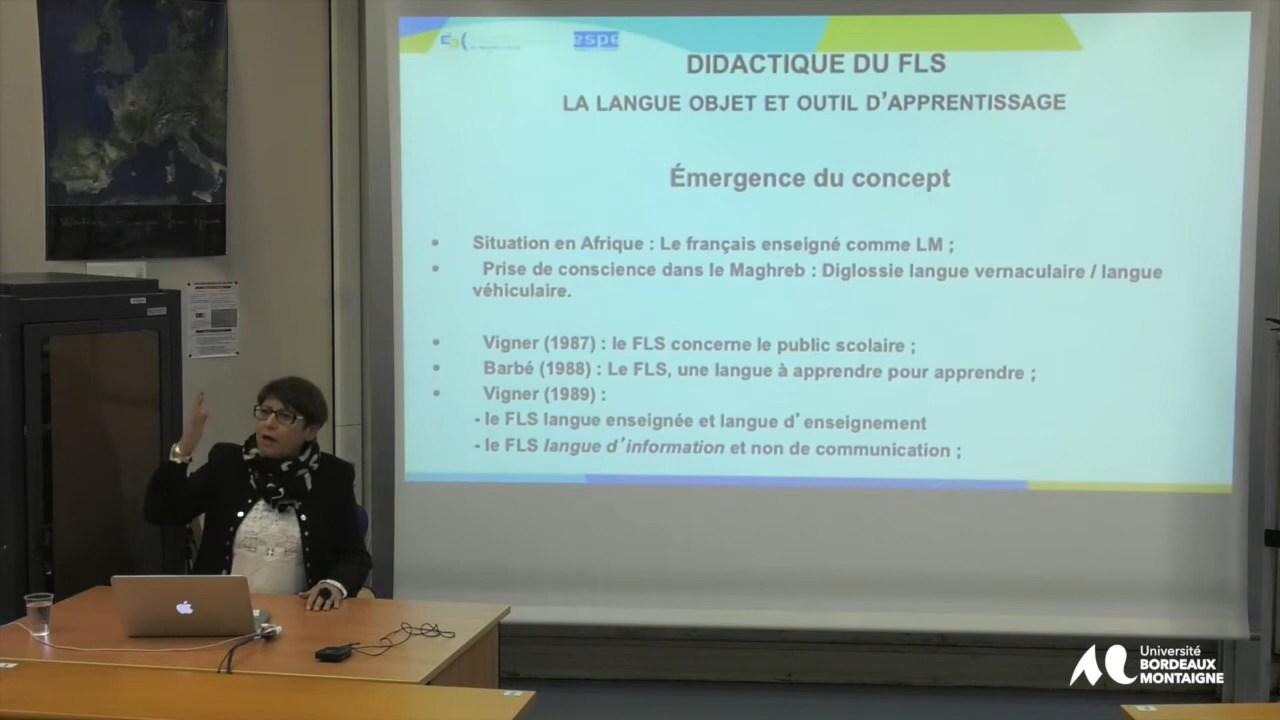 espe
DIDACTIQUE DU FLS
LA LANGUE OBJET ET OUTIL D’APPRENTISSAGE
Émergence du concept
• Situation en Afrique : Le français enseigné comme LM ;
• Prise de conscience dans le Maghreb : Diglossie langue vernaculaire / langue
véhiculaire.
• Vigner (1987) : le FLS concerne le public scolaire ;
• Barbé (1988) : Le FLS, une langue à apprendre pour apprendre ;
• Vigner (1989) :
- le FLS langue enseignée et langue d’enseignement
- le FLS langue d’information et non de communication ;
Université
BORDEAUX
MONTAIGNE